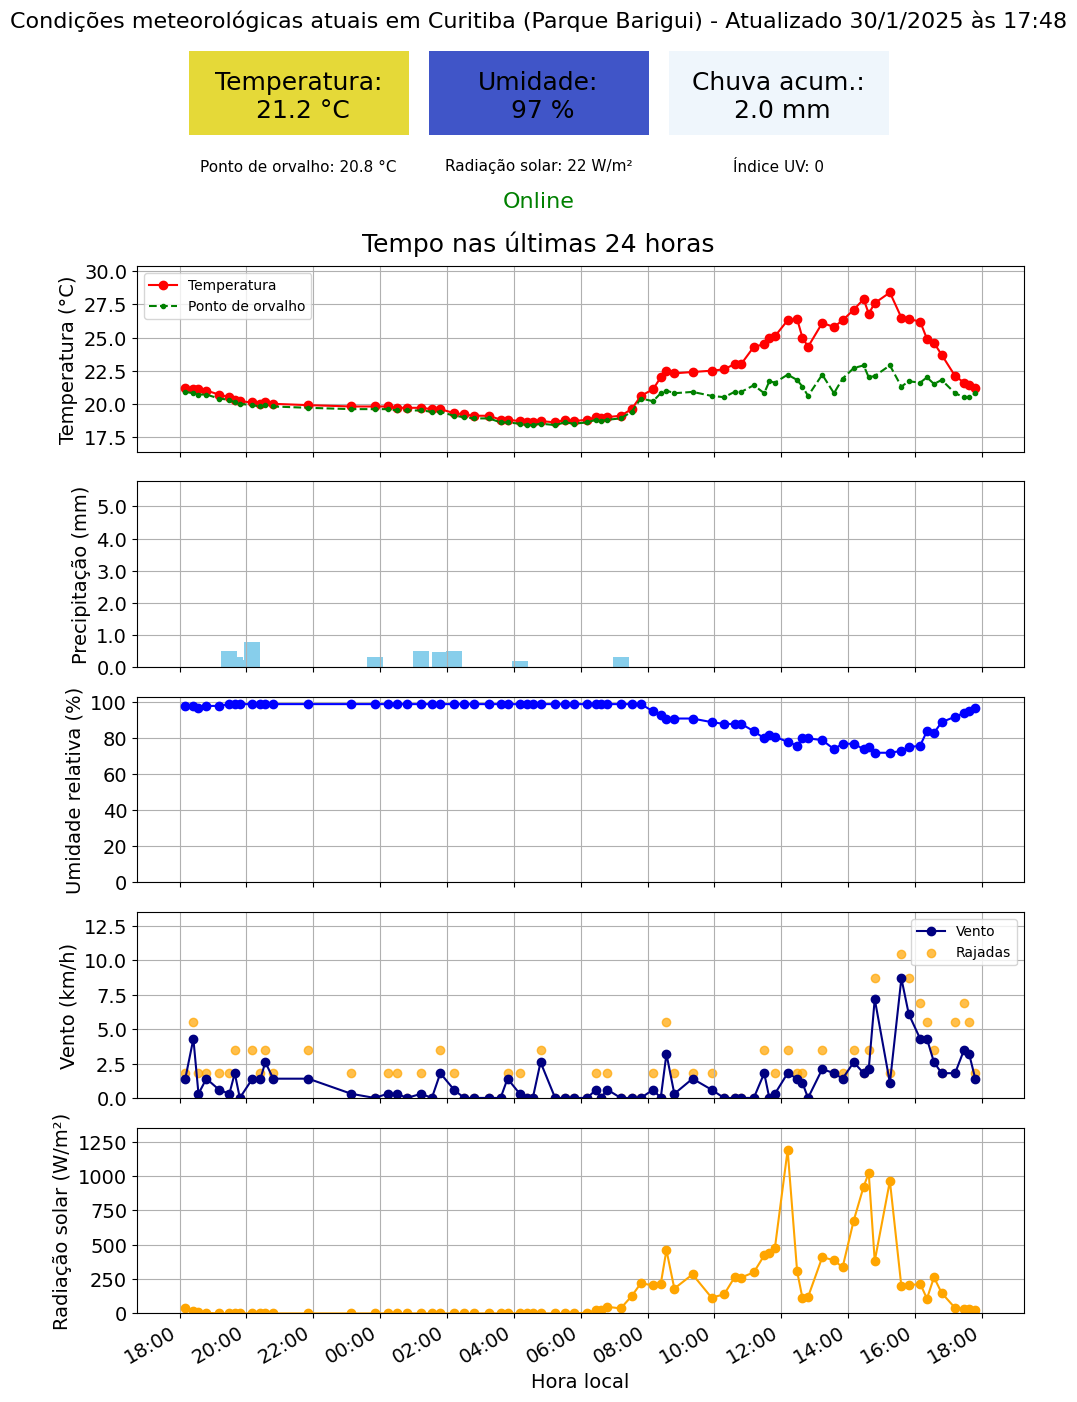 Condições meteorológicas atuais em Curitiba (Parque Barigui) - Atualizado 30/1/2025 às 17:48
Temperatura:
21.2 °C
Umidade:
97 %
Chuva acum.:
2.0 mm
Ponto de orvalho: 20.8 °C
Radiação solar: 22 W/m²
Índice UV: 0
Online
Tempo nas últimas 24 horas
Temperatura (°C)
30.0
27.5
25.0
22.5
20.0
17.5
Temperatura
Ponto de orvalho
Precipitação (mm)
5.0
4.0
3.0
2.0
1.0
0.0
Umidade relativa (%)
100
80
60
40
20
0
Vento (km/h)
12.5
10.0
7.5
5.0
2.5
0.0
Vento
Rajadas
Radiação solar (W/m²)
1250
1000
750
500
250
0
18:00
20:00
22:00
00:00
02:00
04:00
06:00
08:00
10:00
12:00
14:00
16:00
18:00
Hora local